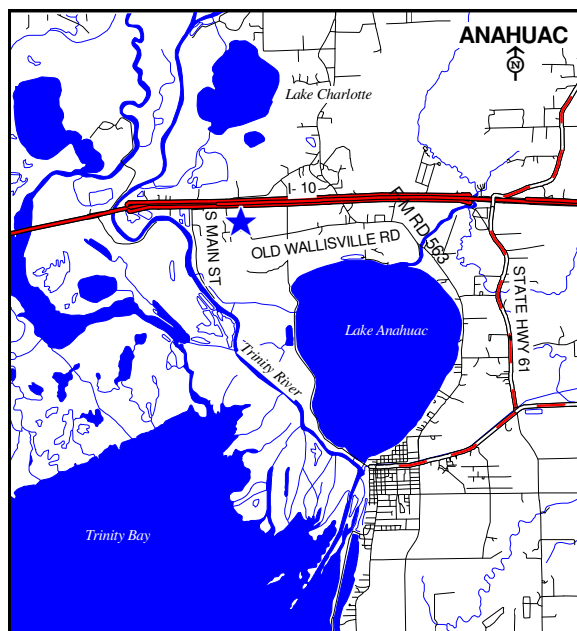 ANAHUAC
N
Lake Charlotte
I- 10
F M RD 563
S MAIN ST
OLD WALLISVILLE RD
STATE HWY 61
Lake Anahuac
Trinity River
Trinity Bay